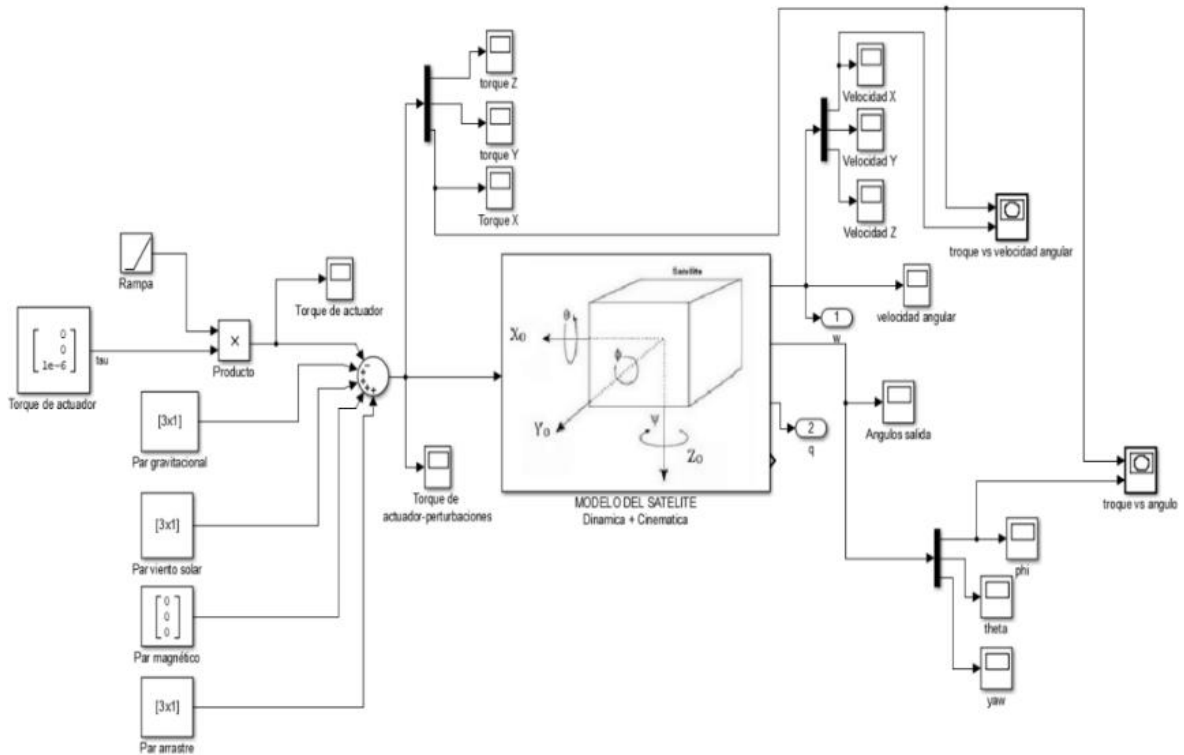 torque Z
torque Y
Torque X
Velocidad X
Velocidad Y
Velocidad Z
troque vs velocidad angular
Rampa
Torque de actuador
0
0
1e-6
tau
Torque de actuador
×
Producto
−
+
+
+
+
Satelite
X₀
θ
ϕ
Y₀
ψ
Z₀
MODELO DEL SATELITE
Dinamica + Cinematica
velocidad angular
1
w
Angulos salida
2
q
[3x1]
Par gravitacional
Torque de
actuador-perturbaciones
troque vs angulo
[3x1]
Par viento solar
phi
0
0
0
Par magnético
theta
[3x1]
Par arrastre
yaw